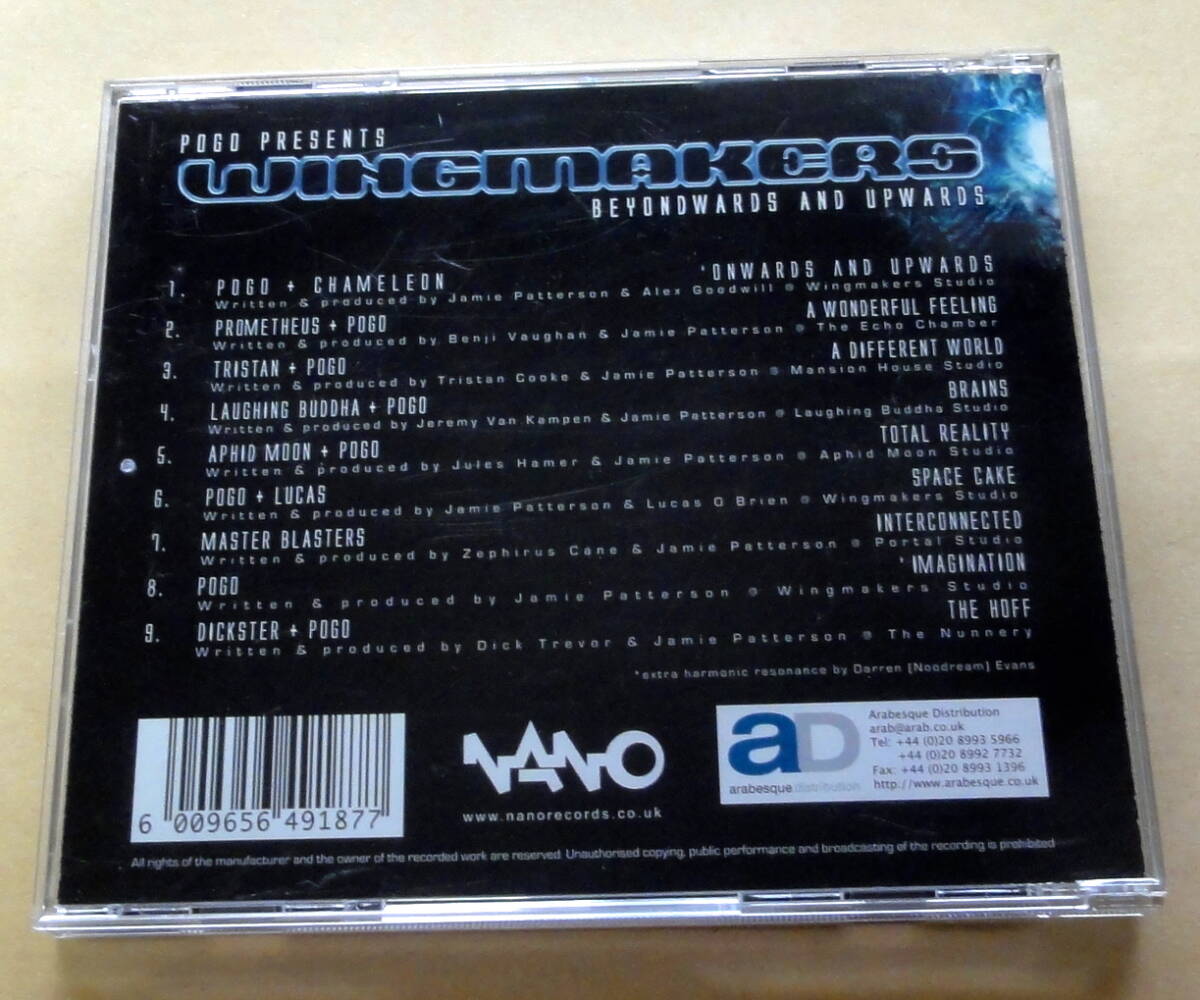 POGO PRESENTS
WINGMAKERS
BEYONDWARDS AND UPWARDS
1. POGO + CHAMELEON *ONWARDS AND UPWARDS
Written & produced by Jamie Patterson & Alex Goodwill @ Wingmakers Studio
2. PROMETHEUS + POGO A WONDERFUL FEELING
Written & produced by Benji Vaughan & Jamie Patterson @ The Echo Chamber
3. TRISTAN + POGO A DIFFERENT WORLD
Written & produced by Tristan Cooke & Jamie Patterson @ Mansion House Studio
4. LAUGHING BUDDHA + POGO BRAINS
Written & produced by Jeremy Van Kampen & Jamie Patterson @ Laughing Buddha Studio
5. APHID MOON + POGO TOTAL REALITY
Written & produced by Jules Hamer & Jamie Patterson @ Aphid Moon Studio
6. POGO + LUCAS SPACE CAKE
Written & produced by Jamie Patterson & Lucas O Brien @ Wingmakers Studio
7. MASTER BLASTERS INTERCONNECTED
Written & produced by Zephirus Cane & Jamie Patterson @ Portal Studio
8. POGO *IMAGINATION
Written & produced by Jamie Patterson @ Wingmakers Studio
9. DICKSTER + POGO THE HOFF
Written & produced by Dick Trevor & Jamie Patterson @ The Nunnery
*extra harmonic resonance by Darren [Noodream] Evans
6 009656 491877
NANO
www.nanorecords.co.uk
aD
arabesque distribution
Arabesque Distribution
arab@arab.co.uk
Tel: +44 (0)20 8993 5966
+44 (0)20 8992 7732
Fax: +44 (0)20 8993 1396
http://www.arabesque.co.uk
All rights of the manufacturer and the owner of the recorded work are reserved. Unauthorised copying, public performance and broadcasting of the recording is prohibited